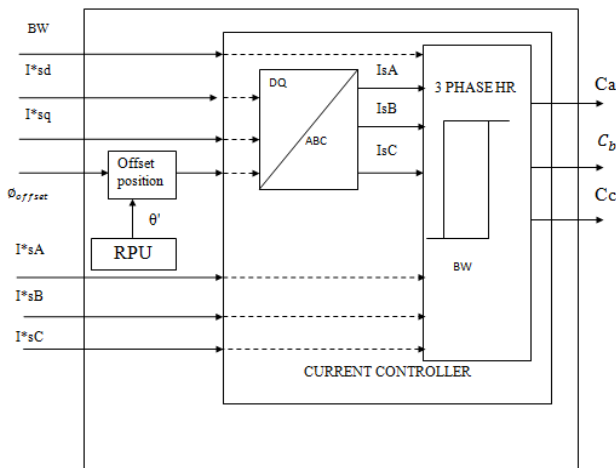 BW
I*sd
I*sq
ø_offset
I*sA
I*sB
I*sC
Offset
position
θ'
RPU
DQ
ABC
IsA
IsB
IsC
3 PHASE HR
BW
CURRENT CONTROLLER
Ca
C_b
Cc